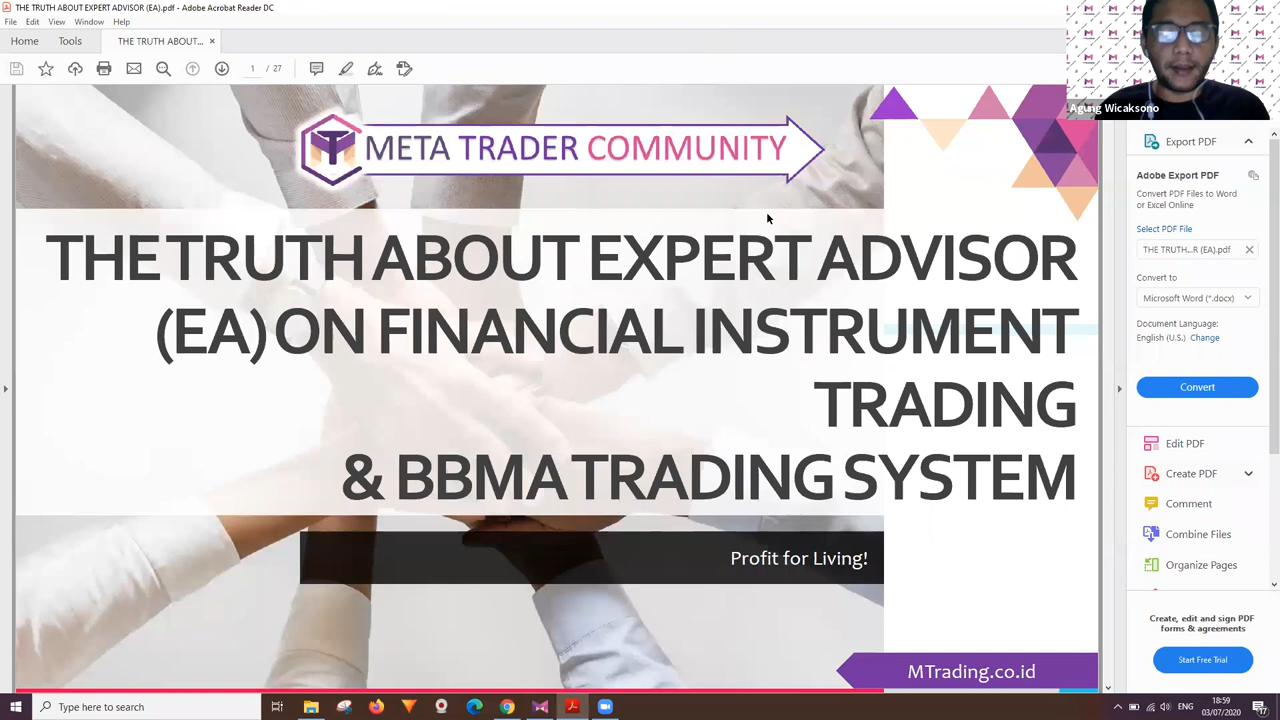 THE TRUTH ABOUT EXPERT ADVISOR (EA).pdf - Adobe Acrobat Reader DC
File Edit View Window Help
Home Tools THE TRUTH ABOUT... ×
1 / 27
Agung Wicaksono
META TRADER COMMUNITY
THE TRUTH ABOUT EXPERT ADVISOR
(EA) ON FINANCIAL INSTRUMENT
TRADING
& BBMA TRADING SYSTEM
Profit for Living!
MTrading.co.id
Export PDF
Adobe Export PDF
Convert PDF Files to Word
or Excel Online
Select PDF File
THE TRUTH...R (EA).pdf
Convert to
Microsoft Word (*.docx)
Document Language:
English (U.S.) Change
Convert
Edit PDF
Create PDF
Comment
Combine Files
Organize Pages
Create, edit and sign PDF
forms & agreements
Start Free Trial
Type here to search
ENG
18:59
03/07/2020
17